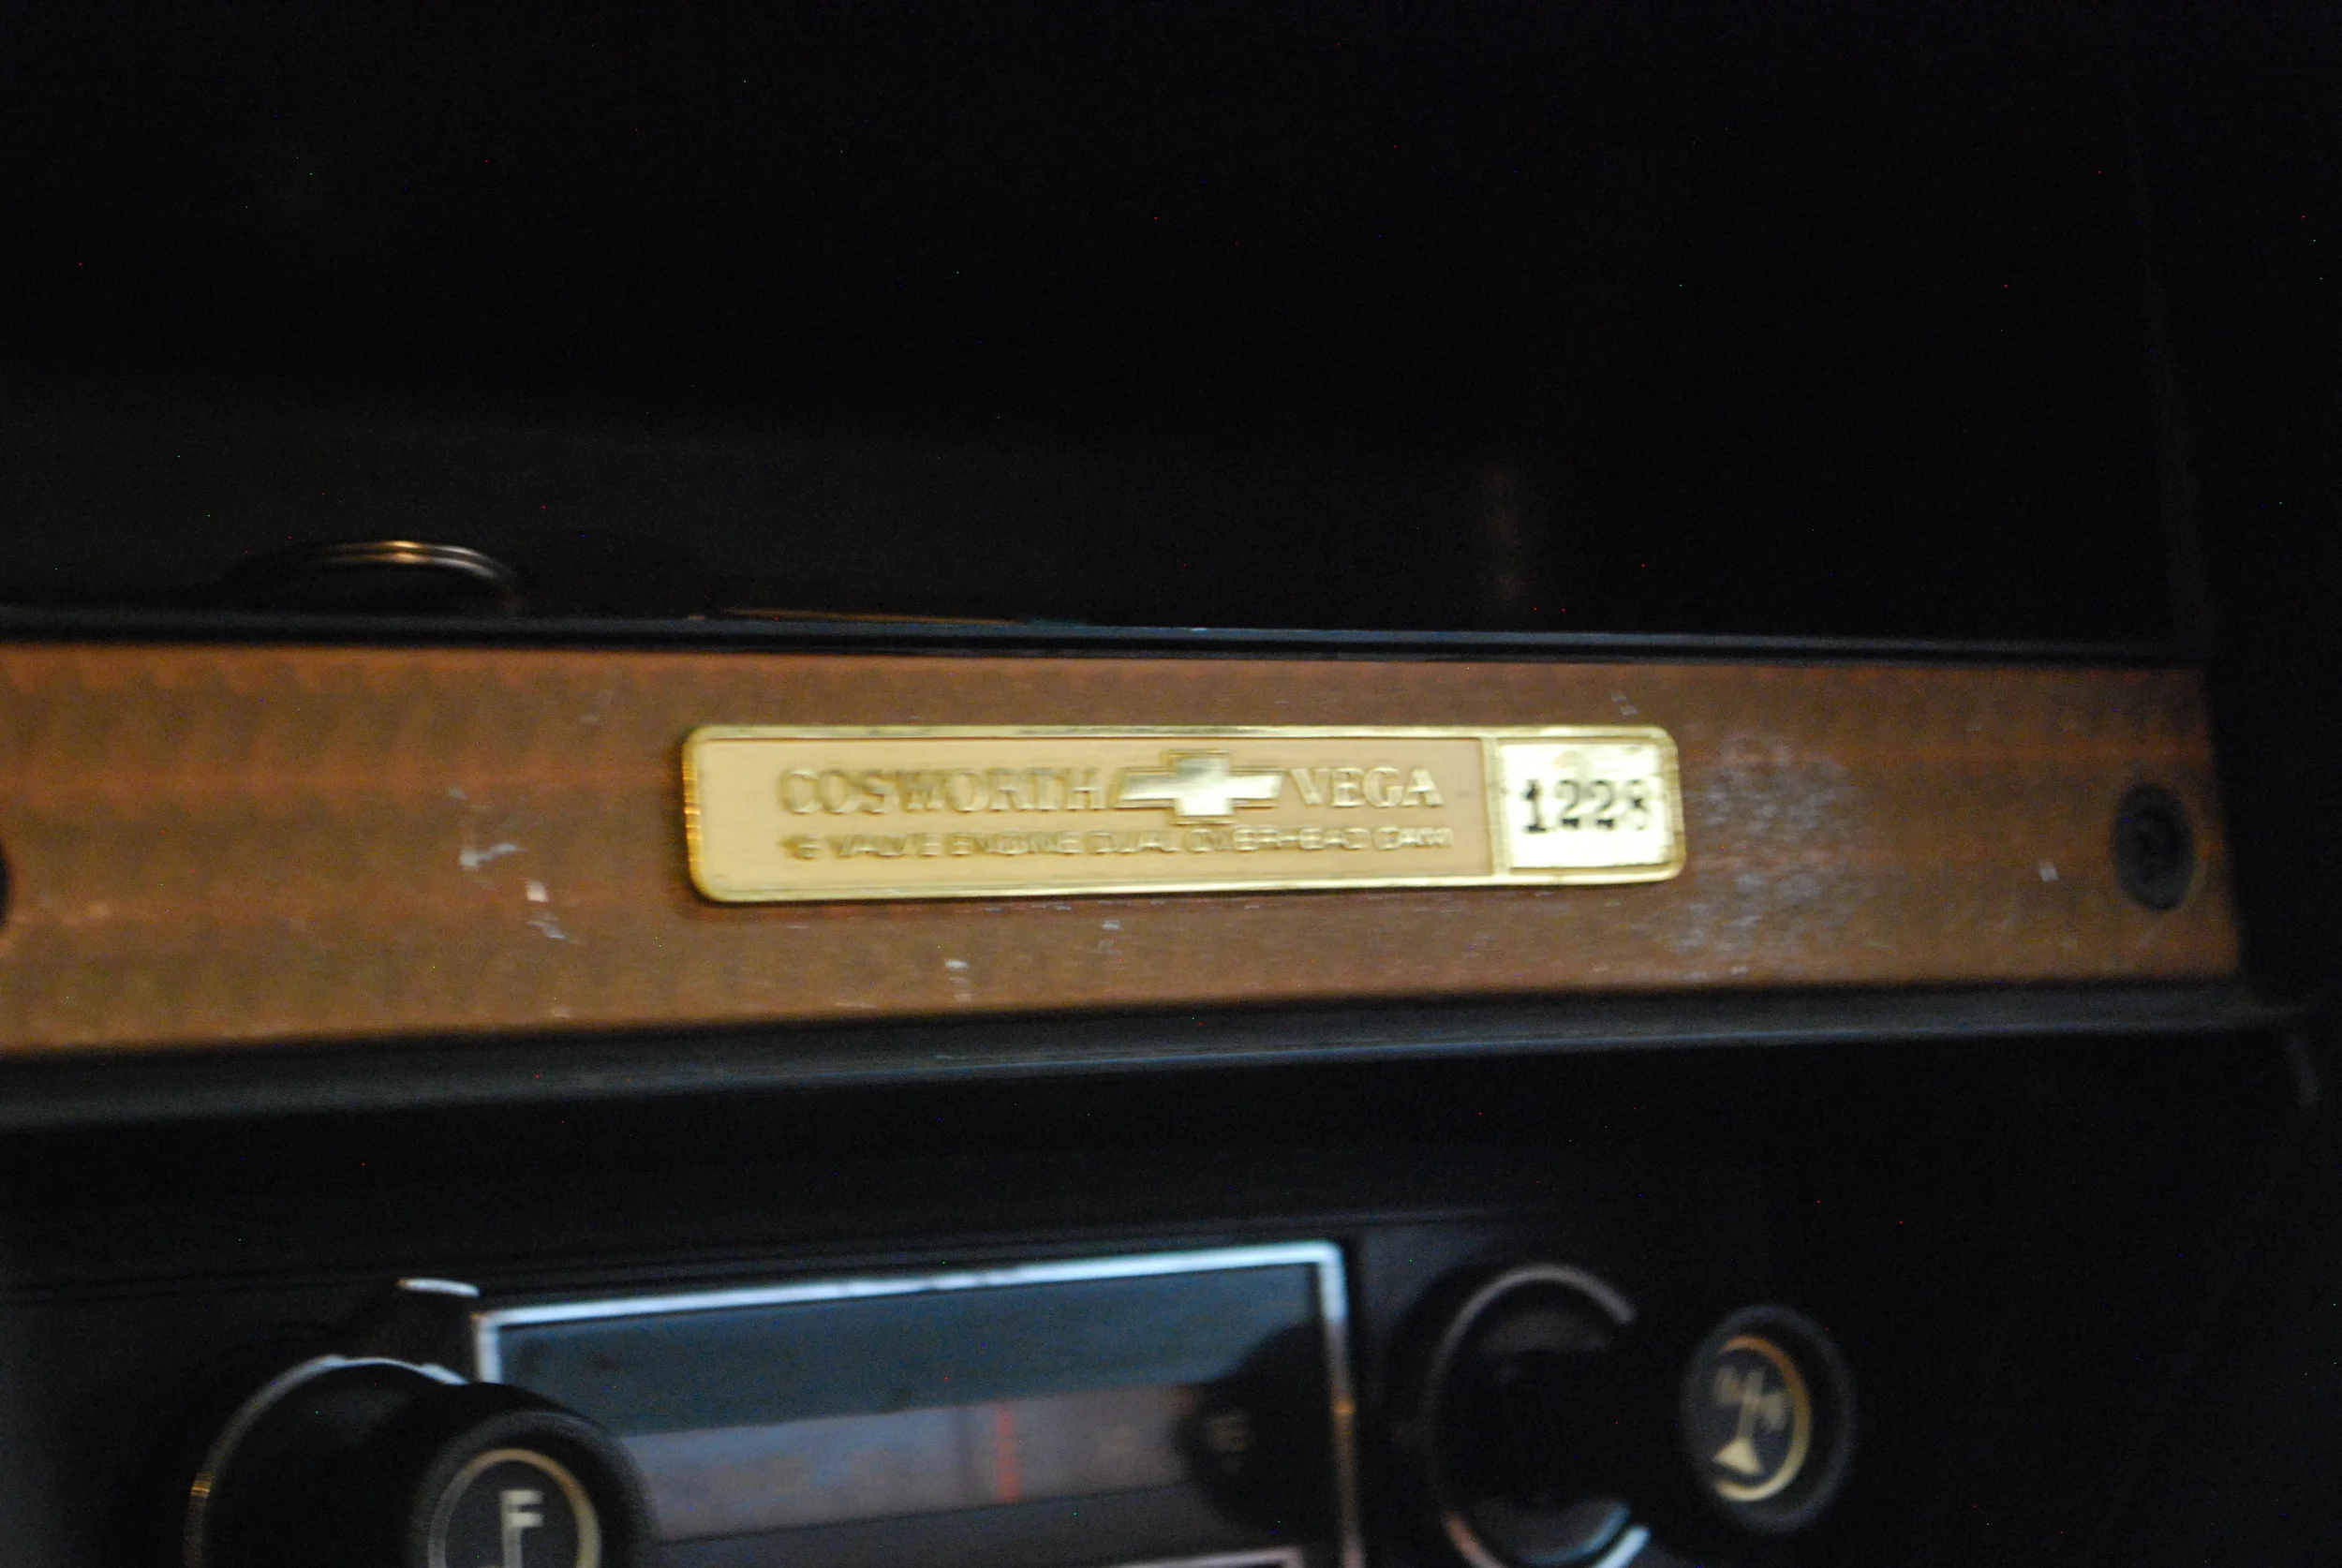 COSWORTH VEGA
1228
16 VALVE ENGINE DUAL OVERHEAD CAM
F